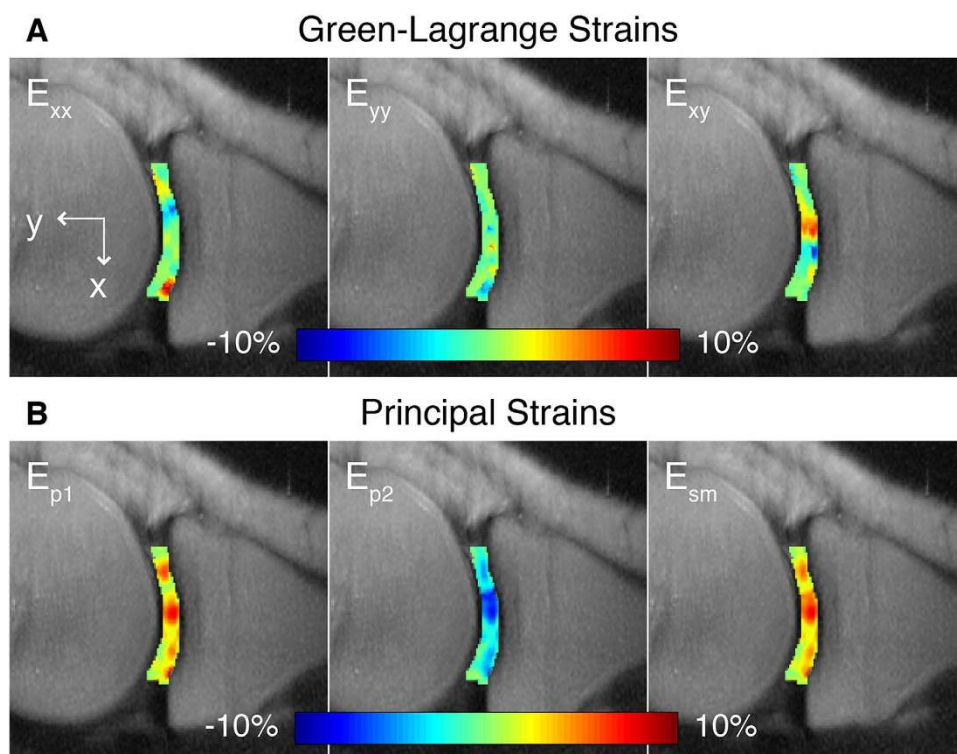 A Green-Lagrange Strains
Exx Eyy Exy
y
x
-10% 10%
B Principal Strains
Ep1 Ep2 Esm
-10% 10%